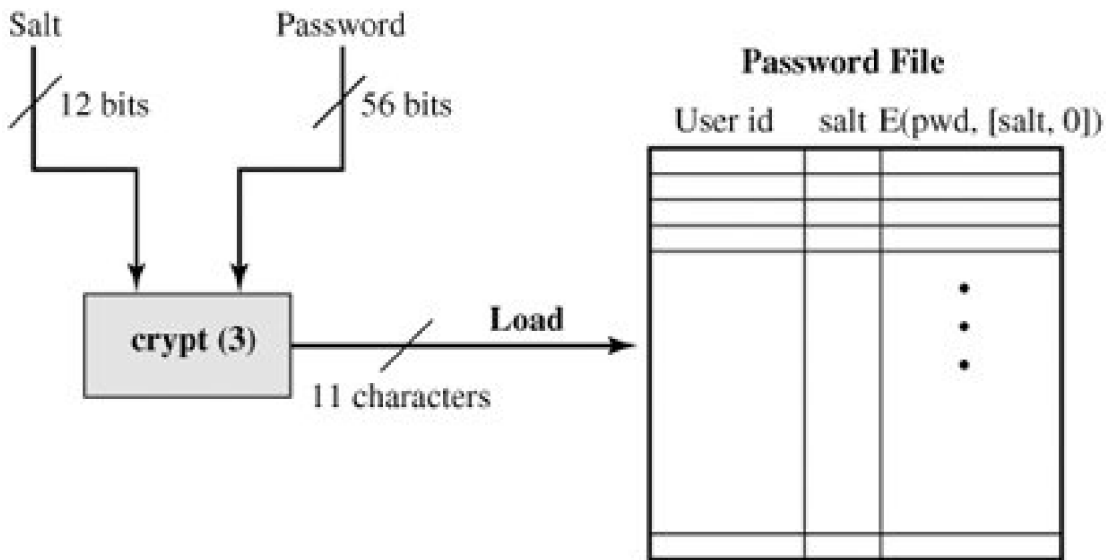 Salt
Password
12 bits
56 bits
crypt (3)
Load
11 characters
Password File
User id salt E(pwd, [salt, 0])